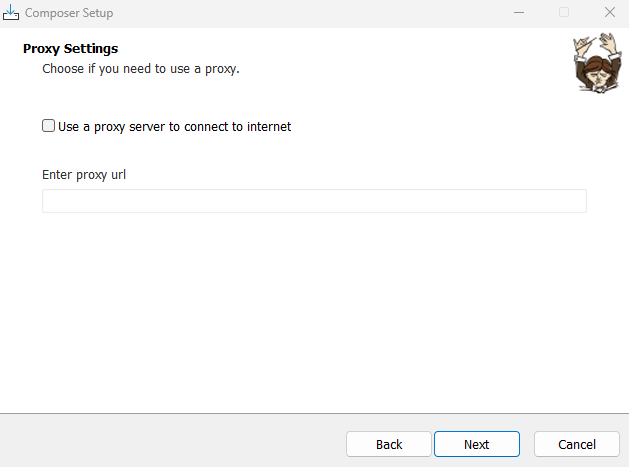 Composer Setup
Proxy Settings
Choose if you need to use a proxy.
Use a proxy server to connect to internet
Enter proxy url
Back Next Cancel